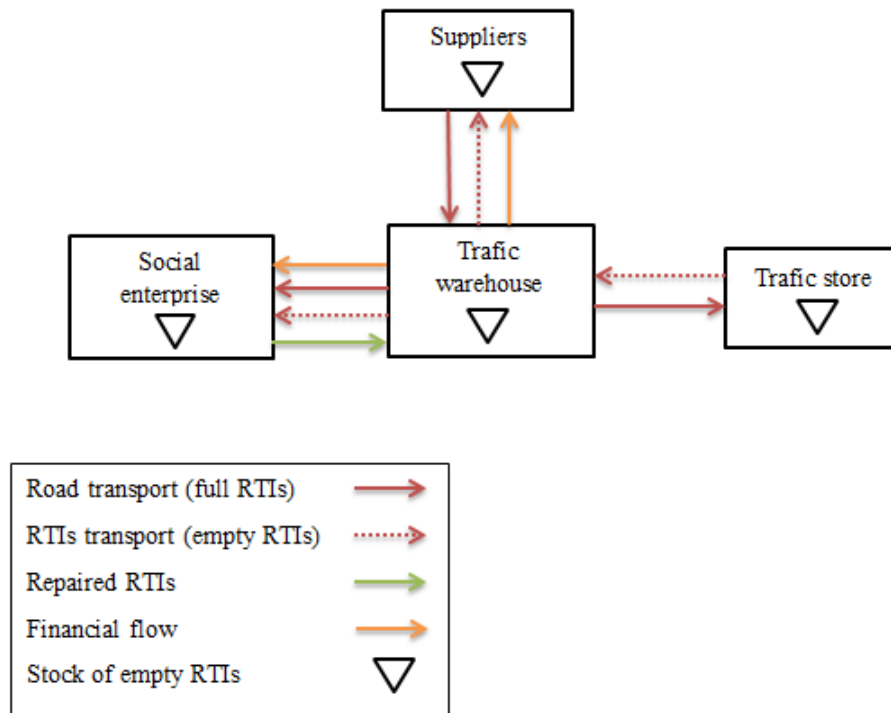 Suppliers
Social
enterprise
Trafic
warehouse
Trafic store
Road transport (full RTIs)
RTIs transport (empty RTIs)
Repaired RTIs
Financial flow
Stock of empty RTIs